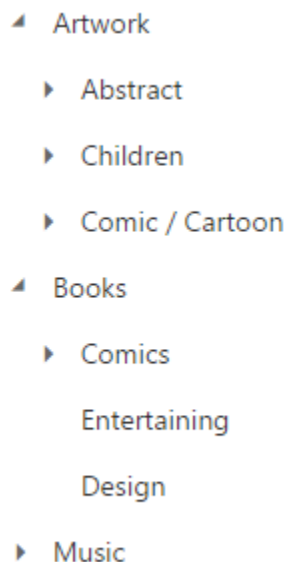 Artwork
Abstract
Children
Comic / Cartoon
Books
Comics
Entertaining
Design
Music